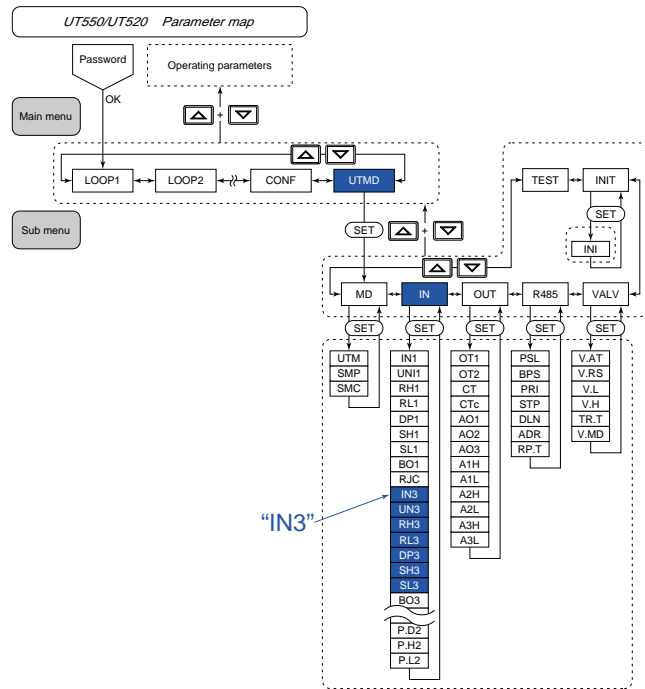 UT550/UT520 Parameter map
Password
Operating parameters
OK
Main menu
+
LOOP1
LOOP2
CONF
UTMD
TEST
INIT
SET
INI
Sub menu
SET
+
MD
IN
OUT
R485
VALV
SET
SET
SET
SET
SET
UTM
SMP
SMC
IN1
UNI1
RH1
RL1
DP1
SH1
SL1
BO1
RJC
IN3
UN3
RH3
RL3
DP3
SH3
SL3
BO3
P.D2
P.H2
P.L2
"IN3"
OT1
OT2
CT
CTc
AO1
AO2
AO3
A1H
A1L
A2H
A2L
A3H
A3L
PSL
BPS
PRI
STP
DLN
ADR
RP.T
V.AT
V.RS
V.L
V.H
TR.T
V.MD